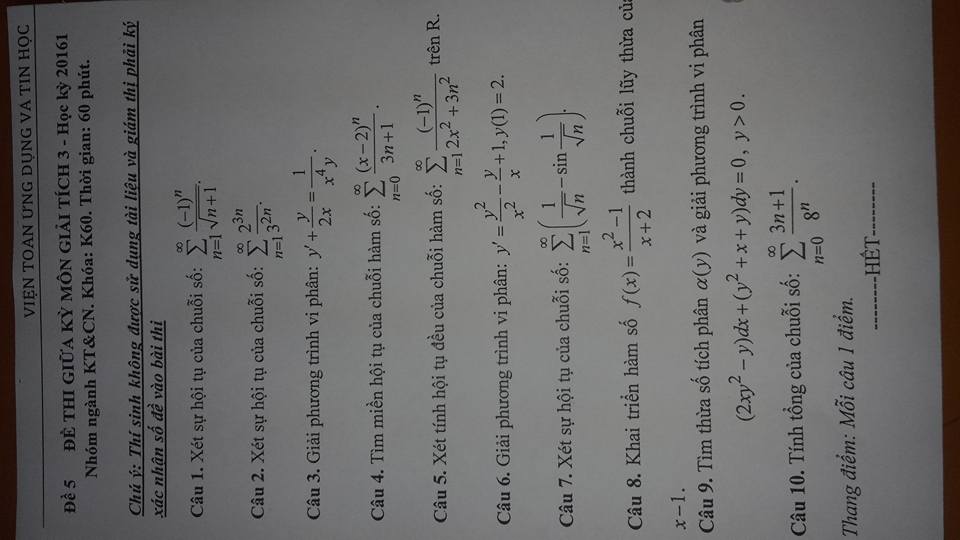 VIỆN TOÁN ỨNG DỤNG VÀ TIN HỌC
Đề 5 ĐỀ THI GIỮA KỲ MÔN GIẢI TÍCH 3 - Học kỳ 20161
Nhóm ngành KT&CN. Khóa: K60. Thời gian: 60 phút.
Chú ý: Thí sinh không được sử dụng tài liệu và giám thị phải ký
xác nhận số đề vào bài thi
Câu 1. Xét sự hội tụ của chuỗi số: \sum_{n=1}^{\infty} \frac{(-1)^n}{\sqrt{n+1}}.
Câu 2. Xét sự hội tụ của chuỗi số: \sum_{n=1}^{\infty} \frac{2^{3n}}{3^{2n}}.
Câu 3. Giải phương trình vi phân: y' + \frac{y}{2x} = \frac{1}{x^4 y}.
Câu 4. Tìm miền hội tụ của chuỗi hàm số: \sum_{n=0}^{\infty} \frac{(x-2)^n}{3n+1}.
Câu 5. Xét tính hội tụ đều của chuỗi hàm số: \sum_{n=1}^{\infty} \frac{(-1)^n}{2x^2+3n^2} trên R.
Câu 6. Giải phương trình vi phân: y' = \frac{y^2}{x^2} - \frac{y}{x} + 1, y(1) = 2.
Câu 7. Xét sự hội tụ của chuỗi số: \sum_{n=1}^{\infty} \left( \frac{1}{\sqrt{n}} - \sin \frac{1}{\sqrt{n}} \right).
Câu 8. Khai triển hàm số f(x) = \frac{x^2-1}{x+2} thành chuỗi lũy thừa của
x-1.
Câu 9. Tìm thừa số tích phân α(y) và giải phương trình vi phân
(2xy^2 - y)dx + (y^2 + x + y)dy = 0, y > 0.
Câu 10. Tính tổng của chuỗi số: \sum_{n=0}^{\infty} \frac{3n+1}{8^n}.
Thang điểm: Mỗi câu 1 điểm.
--------HẾT--------